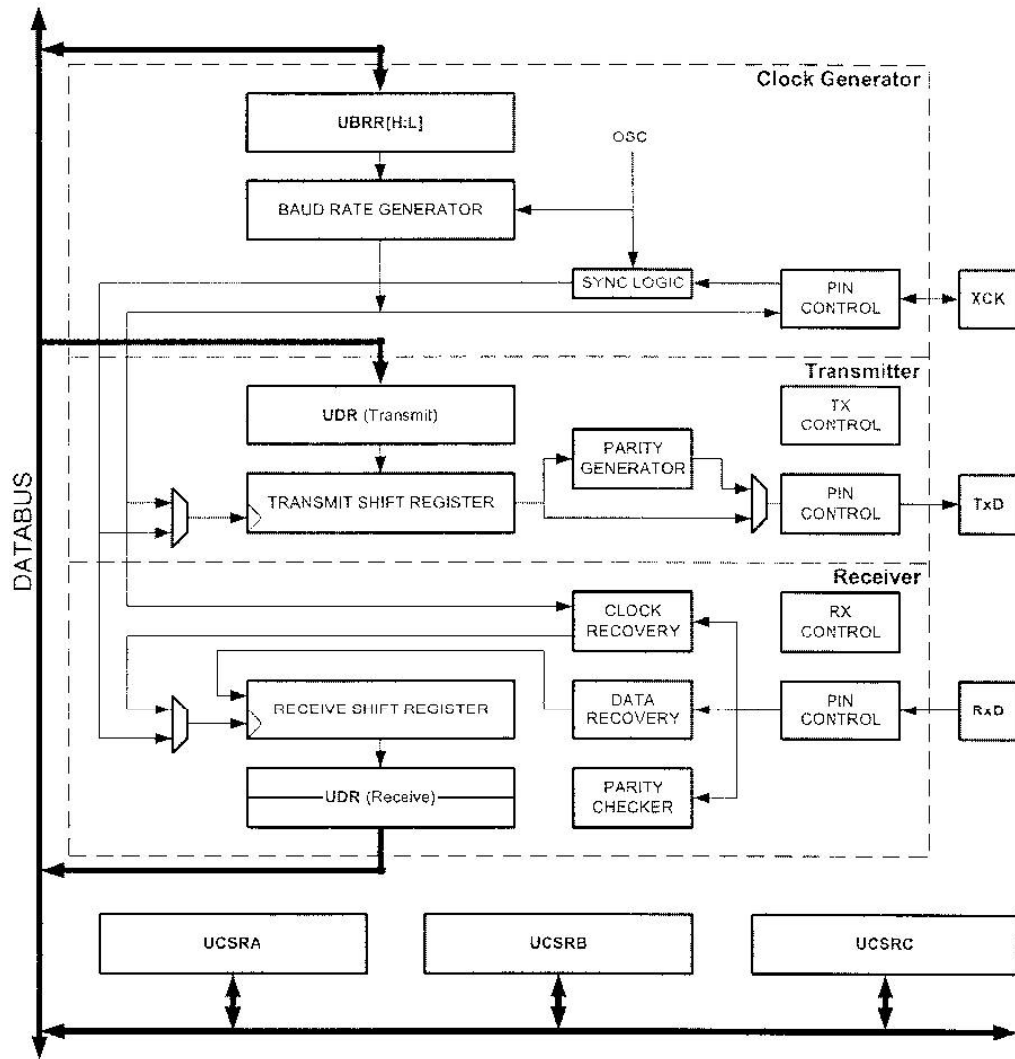 Clock Generator
UBRR[H:L]
OSC
BAUD RATE GENERATOR
SYNC LOGIC
PIN
CONTROL
XCK
Transmitter
TX
CONTROL
UDR (Transmit)
PARITY
GENERATOR
TRANSMIT SHIFT REGISTER
PIN
CONTROL
TxD
DATABUS
Receiver
CLOCK
RECOVERY
RX
CONTROL
RECEIVE SHIFT REGISTER
DATA
RECOVERY
PIN
CONTROL
RxD
UDR (Receive)
PARITY
CHECKER
UCSRA
UCSRB
UCSRC